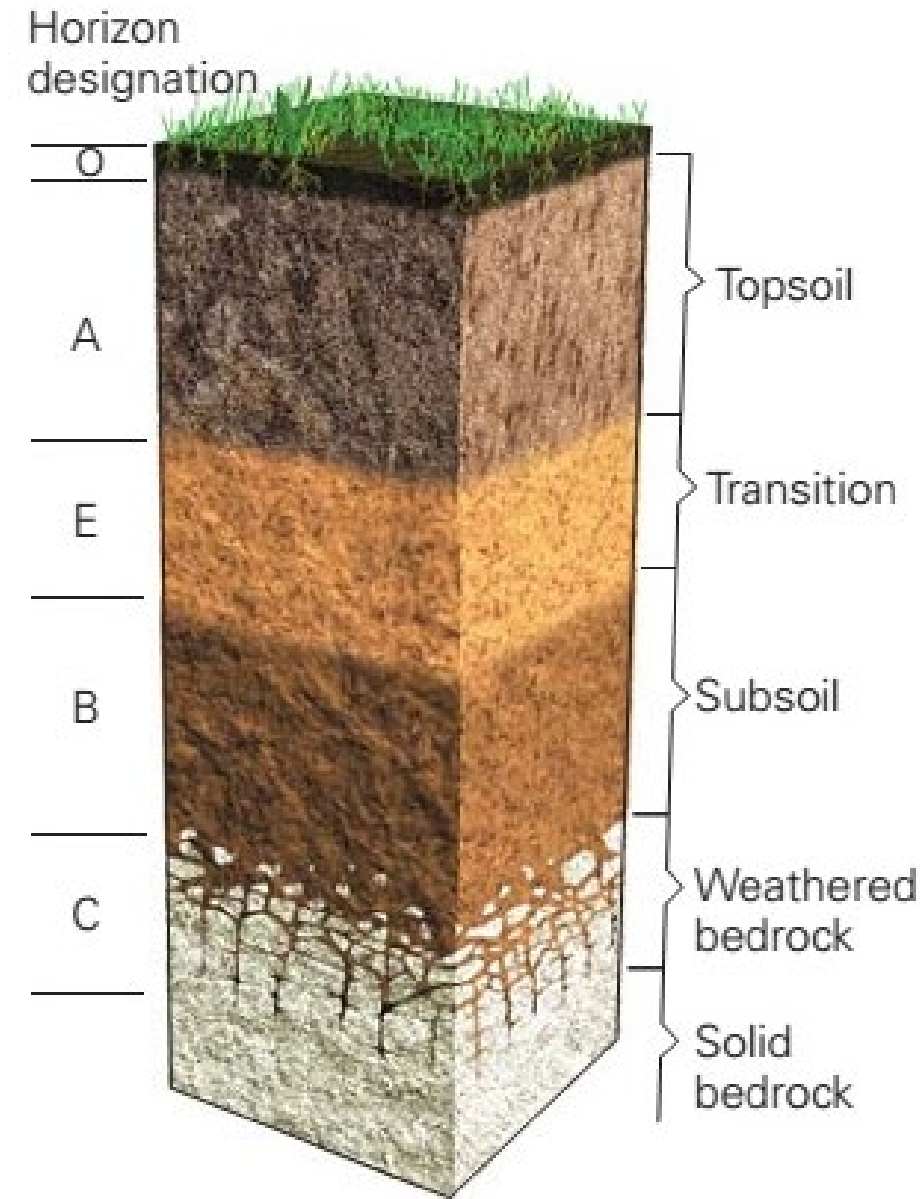 Horizon
designation
O
A
E
B
C
Topsoil
Transition
Subsoil
Weathered
bedrock
Solid
bedrock